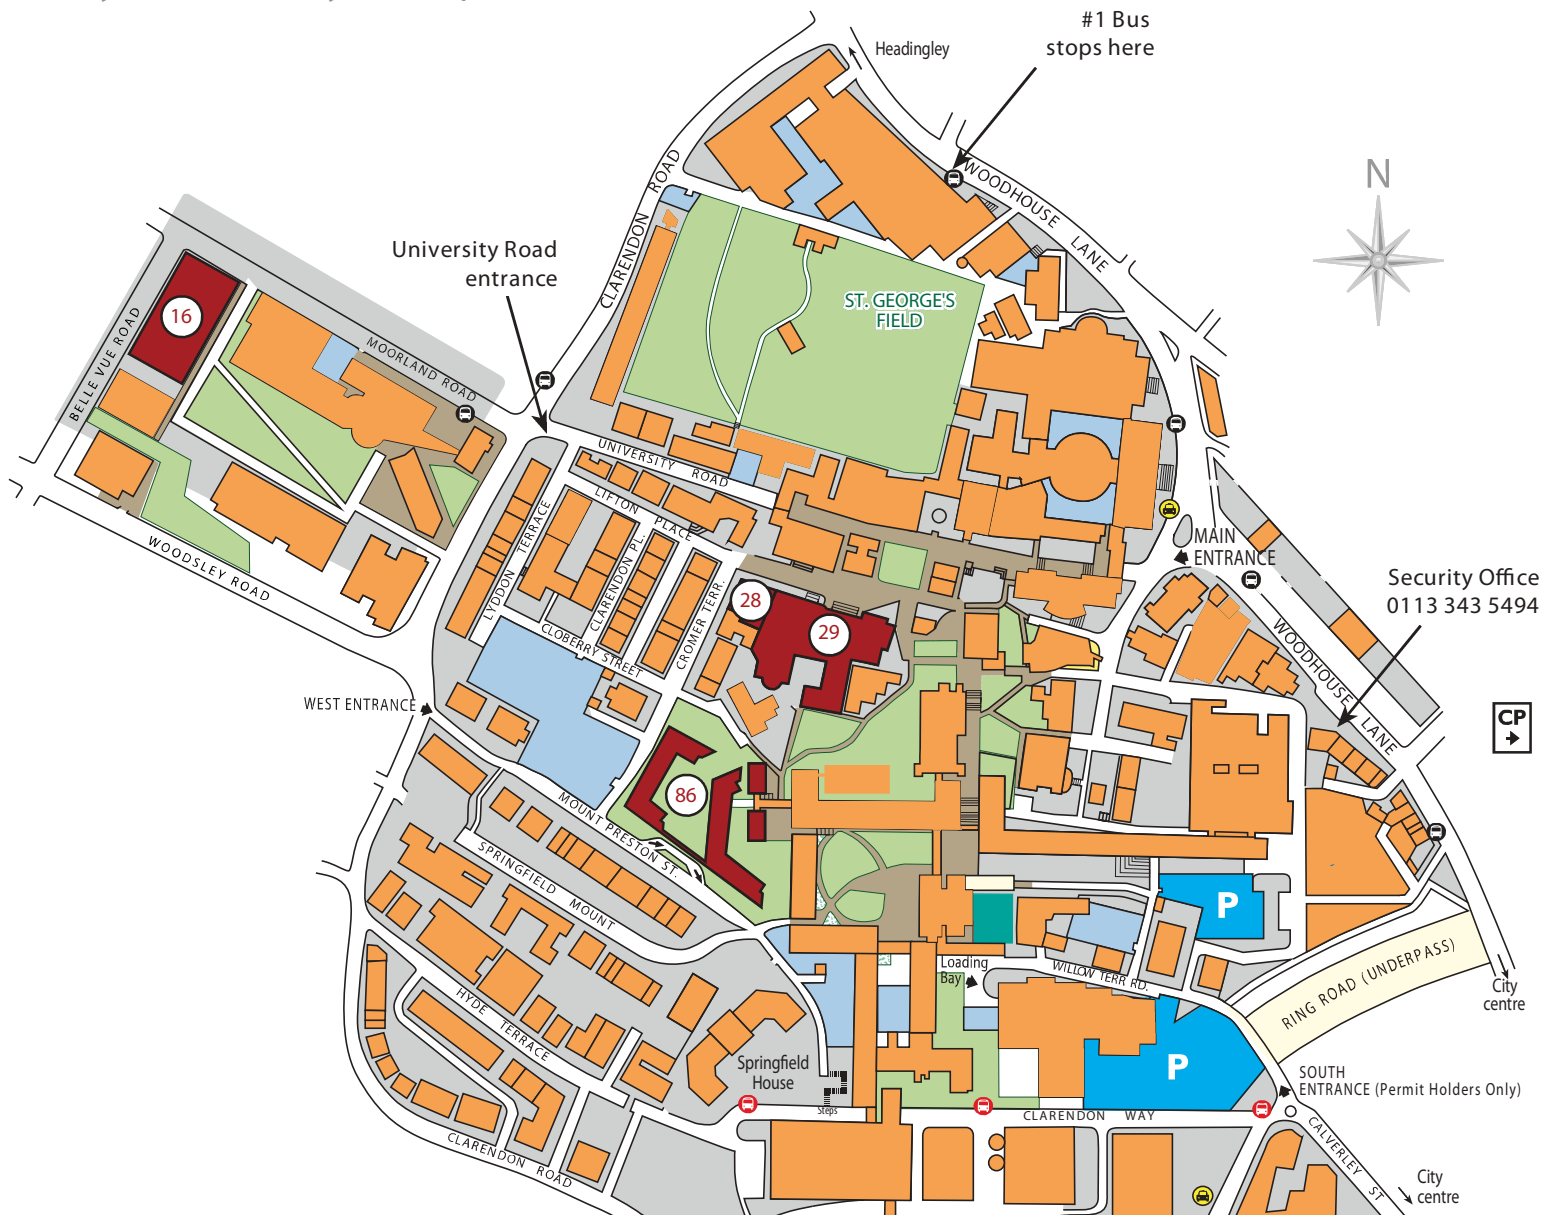 #1 Bus
stops here
Headingley
N
WOODHOUSE LANE
CLARENDON ROAD
University Road
entrance
ST. GEORGE'S
FIELD
16
BELLE VUE ROAD
MOORLAND ROAD
UNIVERSITY ROAD
LIFTON PLACE
LYDDON TERRACE
CLARENDON PL.
CROMER TERR.
CLOBERRY STREET
WOODSLEY ROAD
MAIN
ENTRANCE
Security Office
0113 343 5494
28
29
WOODHOUSE LANE
WEST ENTRANCE
CP
86
MOUNT PRESTON ST.
SPRINGFIELD MOUNT
P
Loading
Bay
WILLOW TERR RD.
RING ROAD (UNDERPASS)
City
centre
HYDE TERRACE
Springfield
House
Steps
P
SOUTH
ENTRANCE (Permit Holders Only)
CLARENDON WAY
CLARENDON ROAD
CALVERLEY ST
City
centre